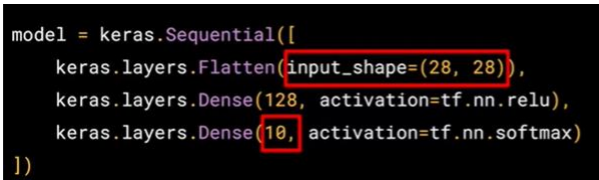 model = keras.Sequential([
keras.layers.Flatten(input_shape=(28, 28)),
keras.layers.Dense(128, activation=tf.nn.relu),
keras.layers.Dense(10, activation=tf.nn.softmax)
])